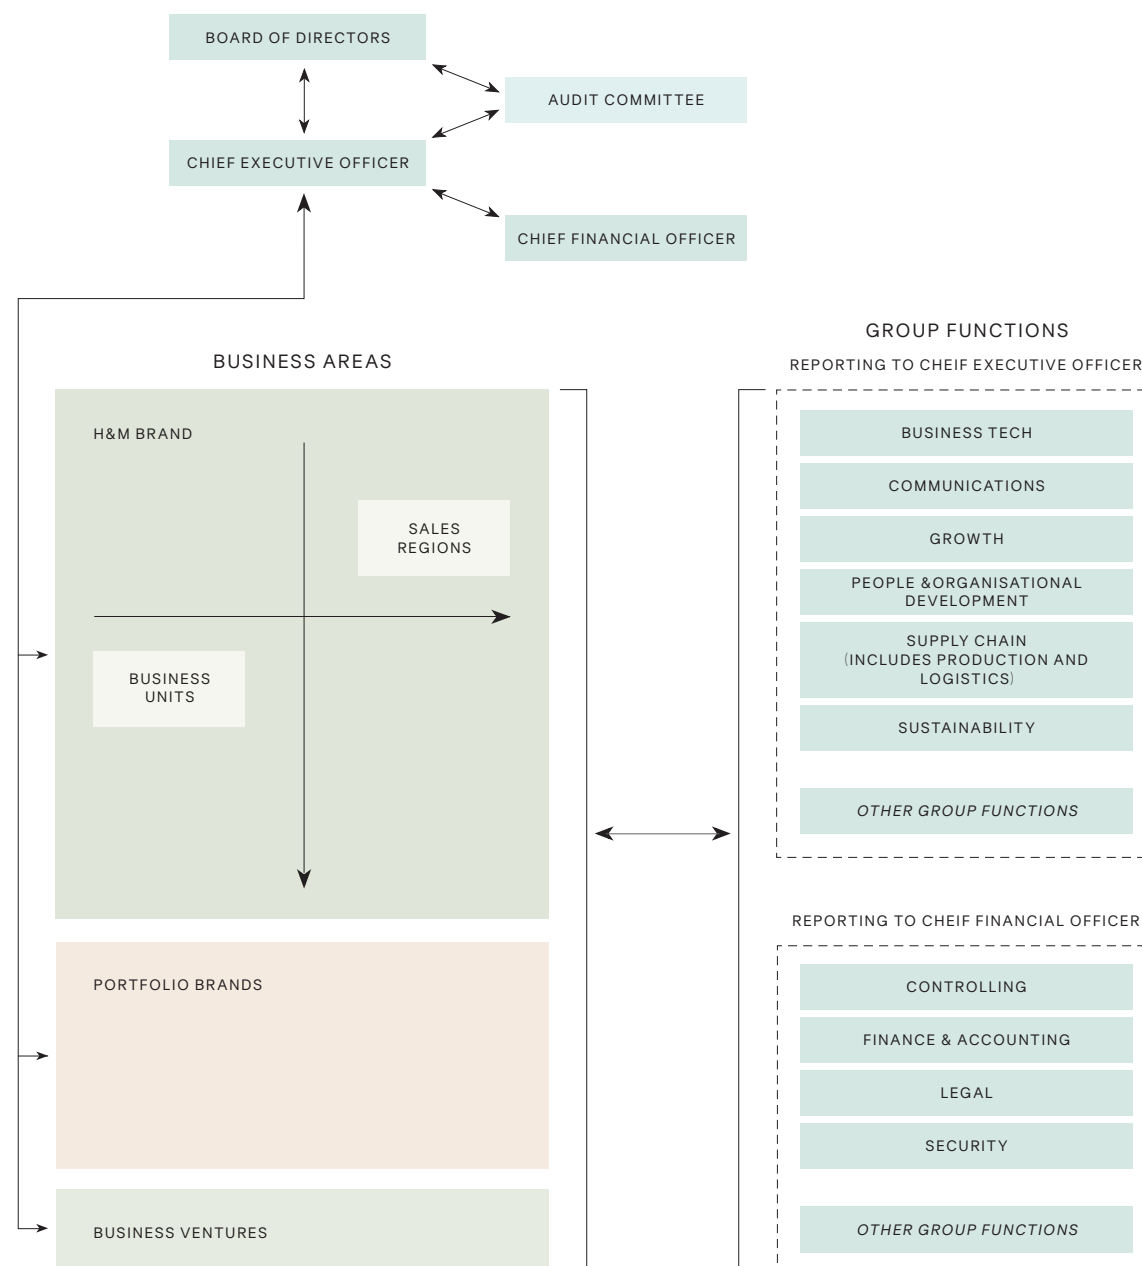 BOARD OF DIRECTORS
AUDIT COMMITTEE
CHIEF EXECUTIVE OFFICER
CHIEF FINANCIAL OFFICER
BUSINESS AREAS
H&M BRAND
SALES
REGIONS
BUSINESS
UNITS
PORTFOLIO BRANDS
BUSINESS VENTURES
GROUP FUNCTIONS
REPORTING TO CHEIF EXECUTIVE OFFICER
BUSINESS TECH
COMMUNICATIONS
GROWTH
PEOPLE &ORGANISATIONAL
DEVELOPMENT
SUPPLY CHAIN
(INCLUDES PRODUCTION AND
LOGISTICS)
SUSTAINABILITY
OTHER GROUP FUNCTIONS
REPORTING TO CHEIF FINANCIAL OFFICER
CONTROLLING
FINANCE & ACCOUNTING
LEGAL
SECURITY
OTHER GROUP FUNCTIONS